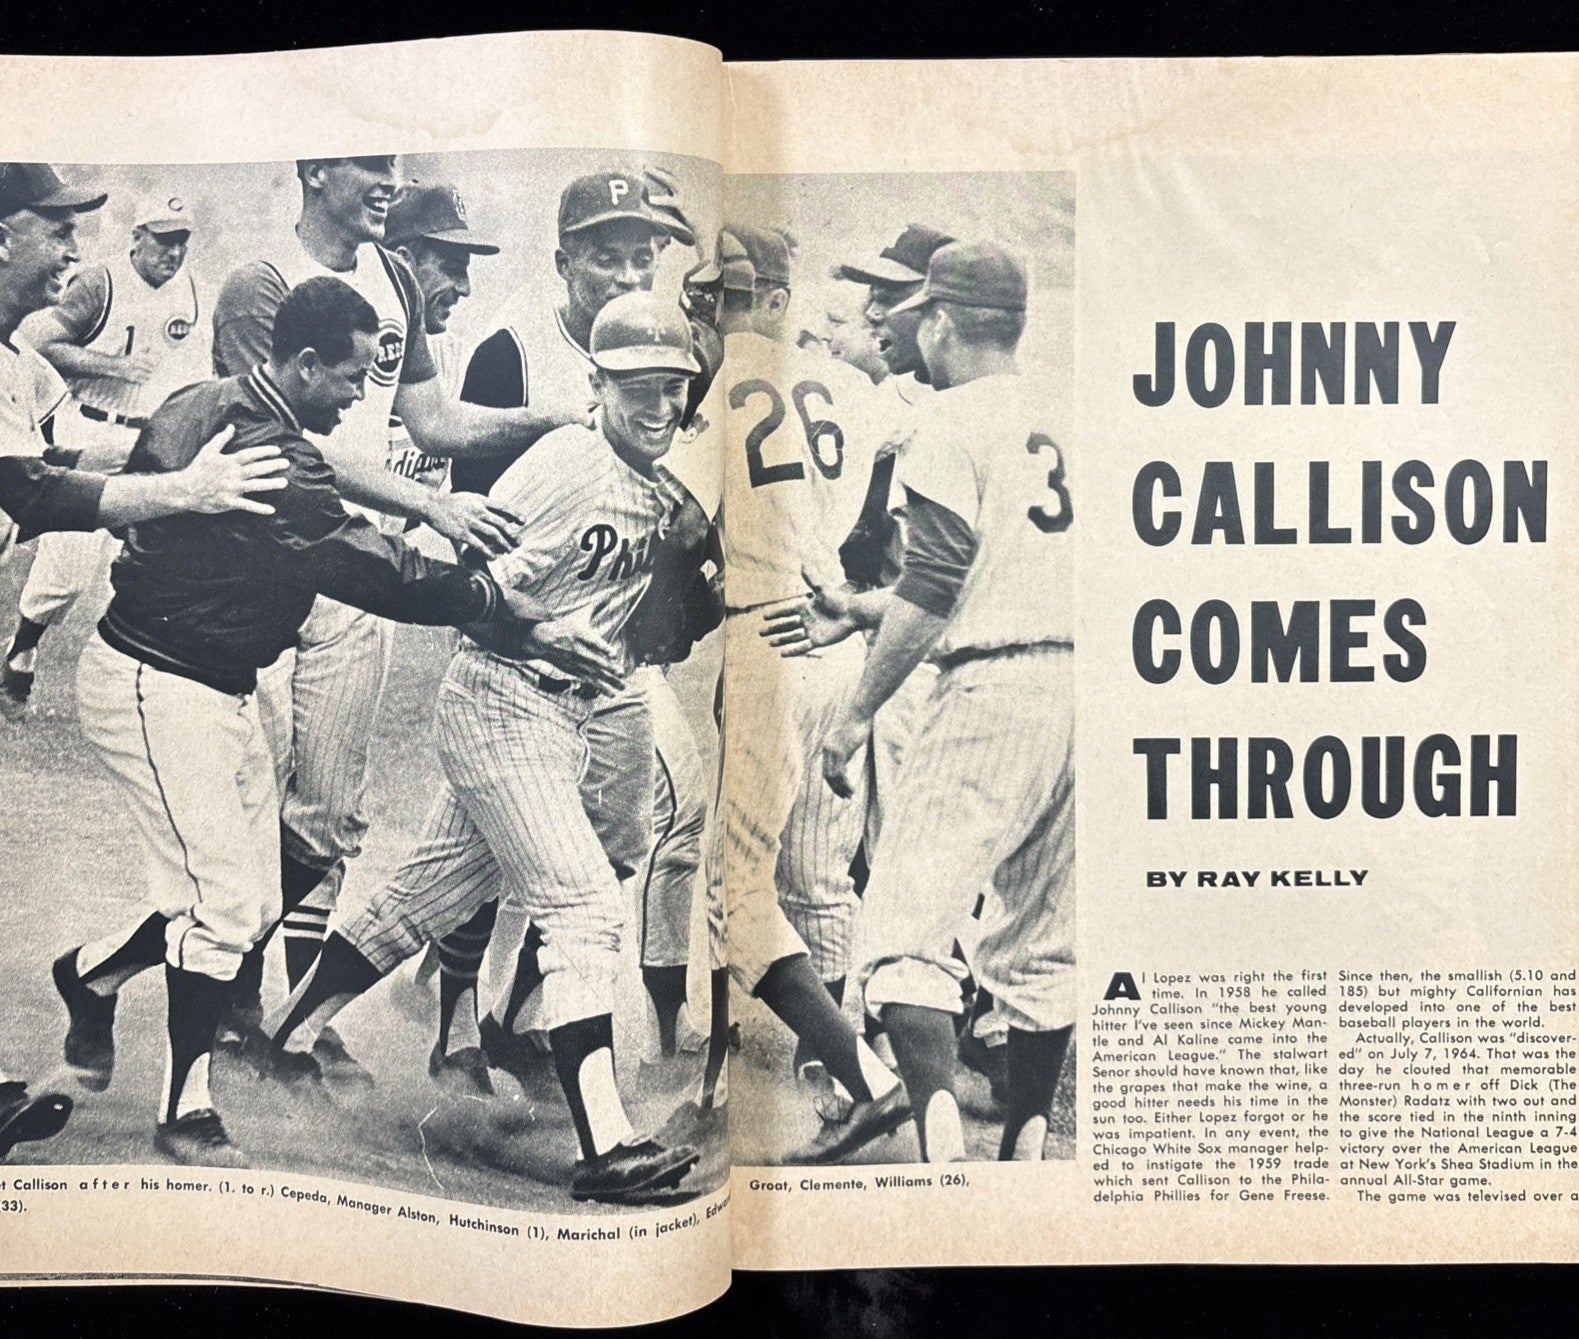 C
P
1
REDS
REDS
Indians
Phil
26
3
JOHNNY
CALLISON
COMES
THROUGH
BY RAY KELLY
Al Lopez was right the first
time. In 1958 he called
Johnny Callison "the best young
hitter I've seen since Mickey Man-
tle and Al Kaline came into the
American League." The stalwart
Senor should have known that, like
the grapes that make the wine, a
good hitter needs his time in the
sun too. Either Lopez forgot or he
was impatient. In any event, the
Chicago White Sox manager help-
ed to instigate the 1959 trade
which sent Callison to the Phila-
delphia Phillies for Gene Freese.
Since then, the smallish (5.10 and
185) but mighty Californian has
developed into one of the best
baseball players in the world.
Actually, Callison was "discover-
ed" on July 7, 1964. That was the
day he clouted that memorable
three-run homer off Dick (The
Monster) Radatz with two out and
the score tied in the ninth inning
to give the National League a 7-4
victory over the American League
at New York's Shea Stadium in the
annual All-Star game.
The game was televised over a
Callison after his homer. (1. to r.) Cepeda, Manager Alston, Hutchinson (1), Marichal (in jacket), Edwar
Groat, Clemente, Williams (26),
33).